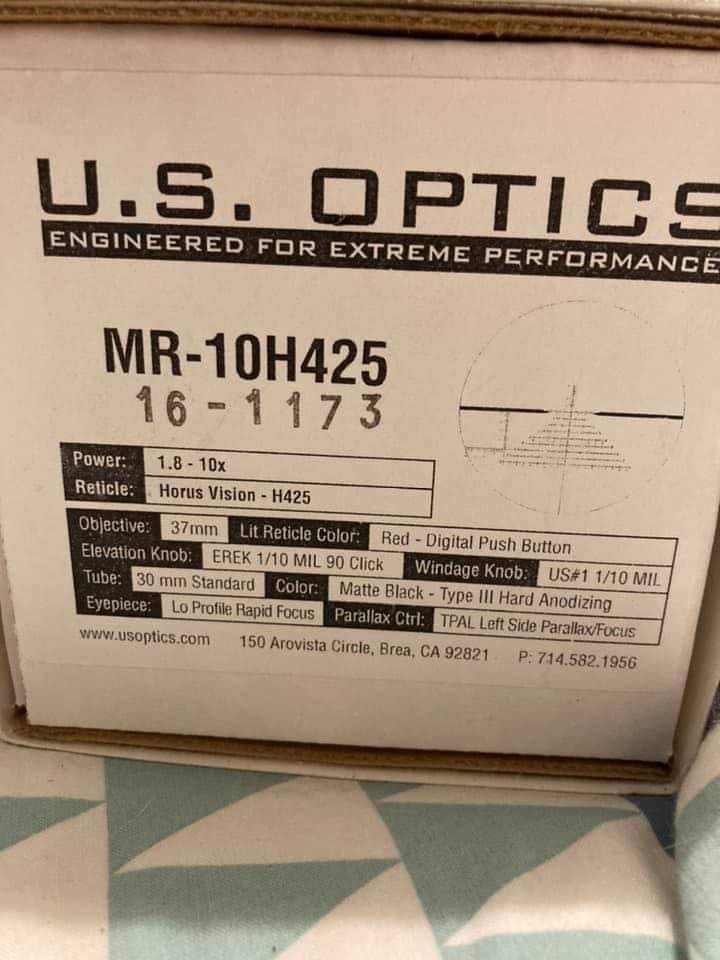 U.S. OPTICS
ENGINEERED FOR EXTREME PERFORMANCE
MR-10H425
16-1173
Power: 1.8 - 10x
Reticle: Horus Vision - H425
Objective: 37mm Lit Reticle Color: Red - Digital Push Button
Elevation Knob: EREK 1/10 MIL 90 Click Windage Knob: US#1 1/10 MIL
Tube: 30 mm Standard Color: Matte Black - Type III Hard Anodizing
Eyepiece: Lo Profile Rapid Focus Parallax Ctrl: TPAL Left Side Parallax/Focus
www.usoptics.com 150 Arovista Circle, Brea, CA 92821 P: 714.582.1956